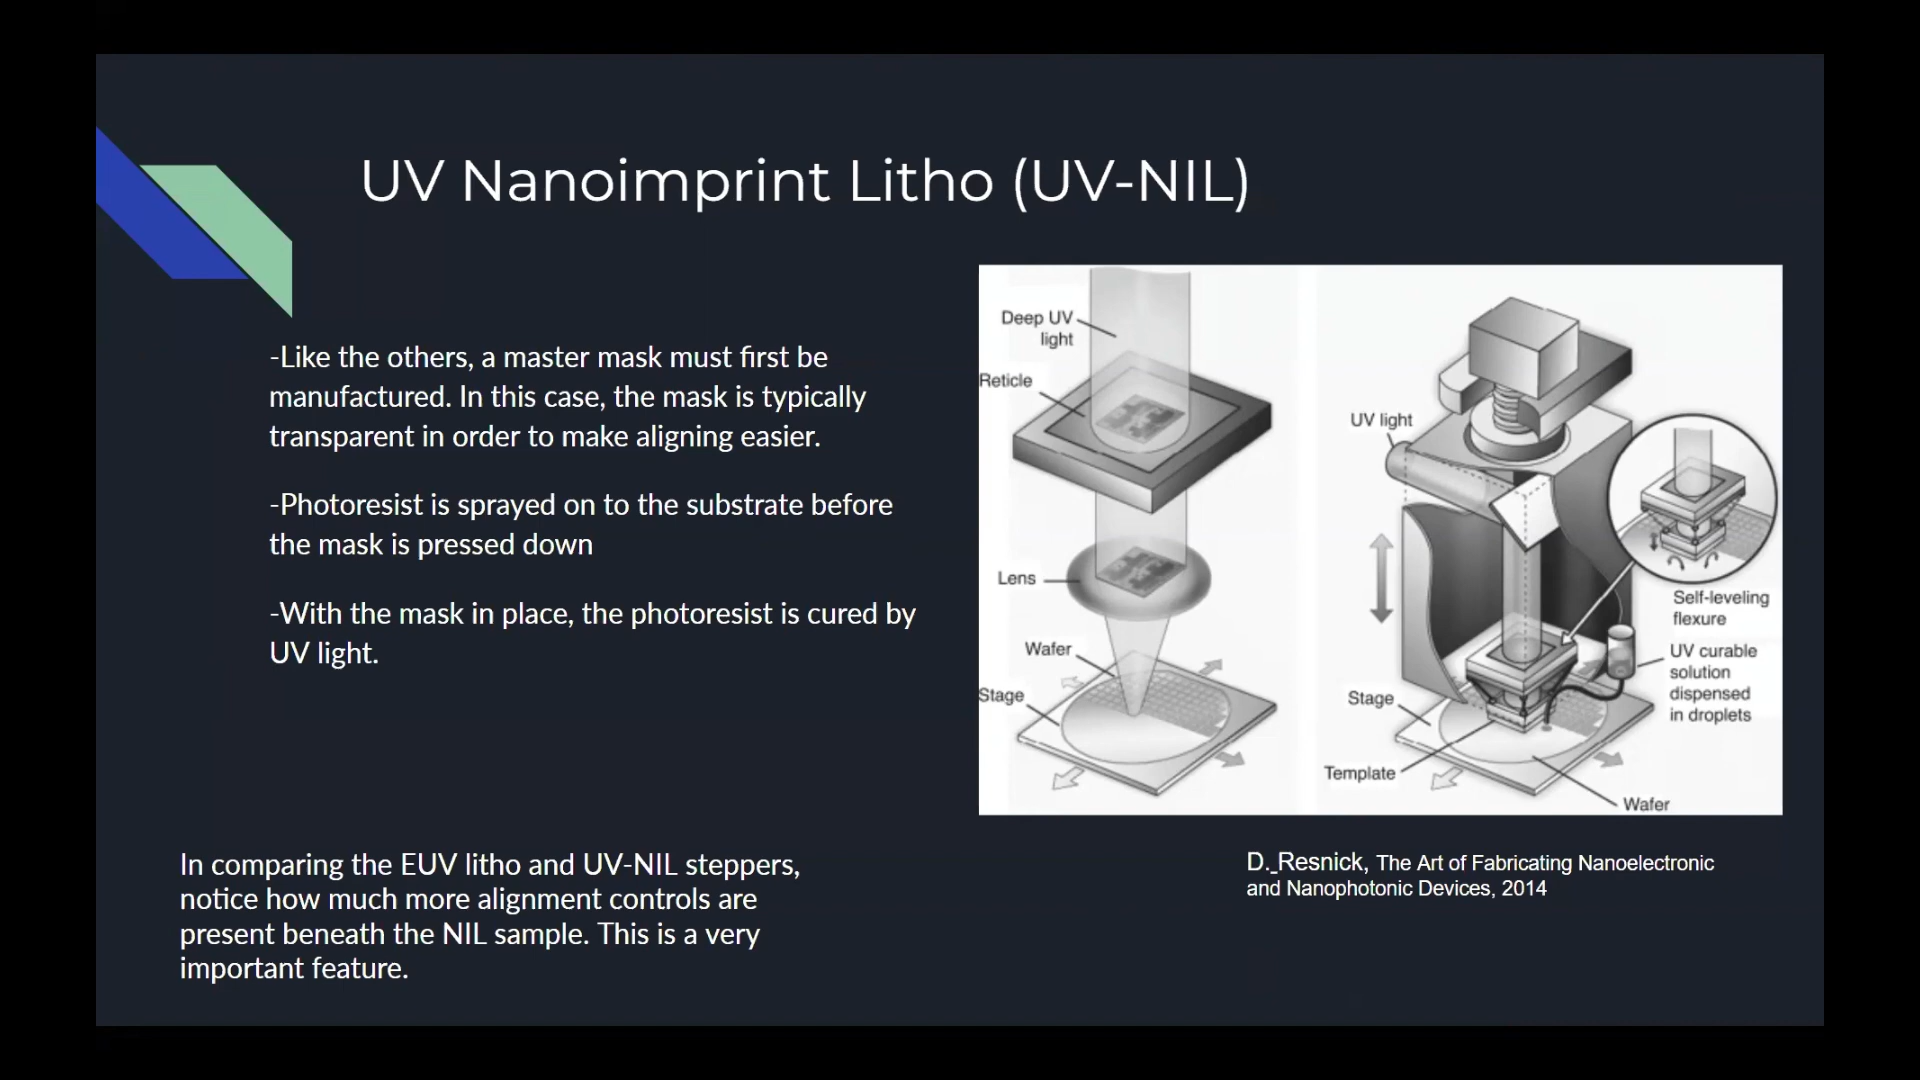 UV Nanoimprint Litho (UV-NIL)
-Like the others, a master mask must first be
manufactured. In this case, the mask is typically
transparent in order to make aligning easier.
-Photoresist is sprayed on to the substrate before
the mask is pressed down
-With the mask in place, the photoresist is cured by
UV light.
Deep UV
light
Reticle
Lens
Wafer
Stage
UV light
Self-leveling
flexure
UV curable
solution
dispensed
in droplets
Stage
Template
Wafer
In comparing the EUV litho and UV-NIL steppers,
notice how much more alignment controls are
present beneath the NIL sample. This is a very
important feature.
D. Resnick, The Art of Fabricating Nanoelectronic
and Nanophotonic Devices, 2014